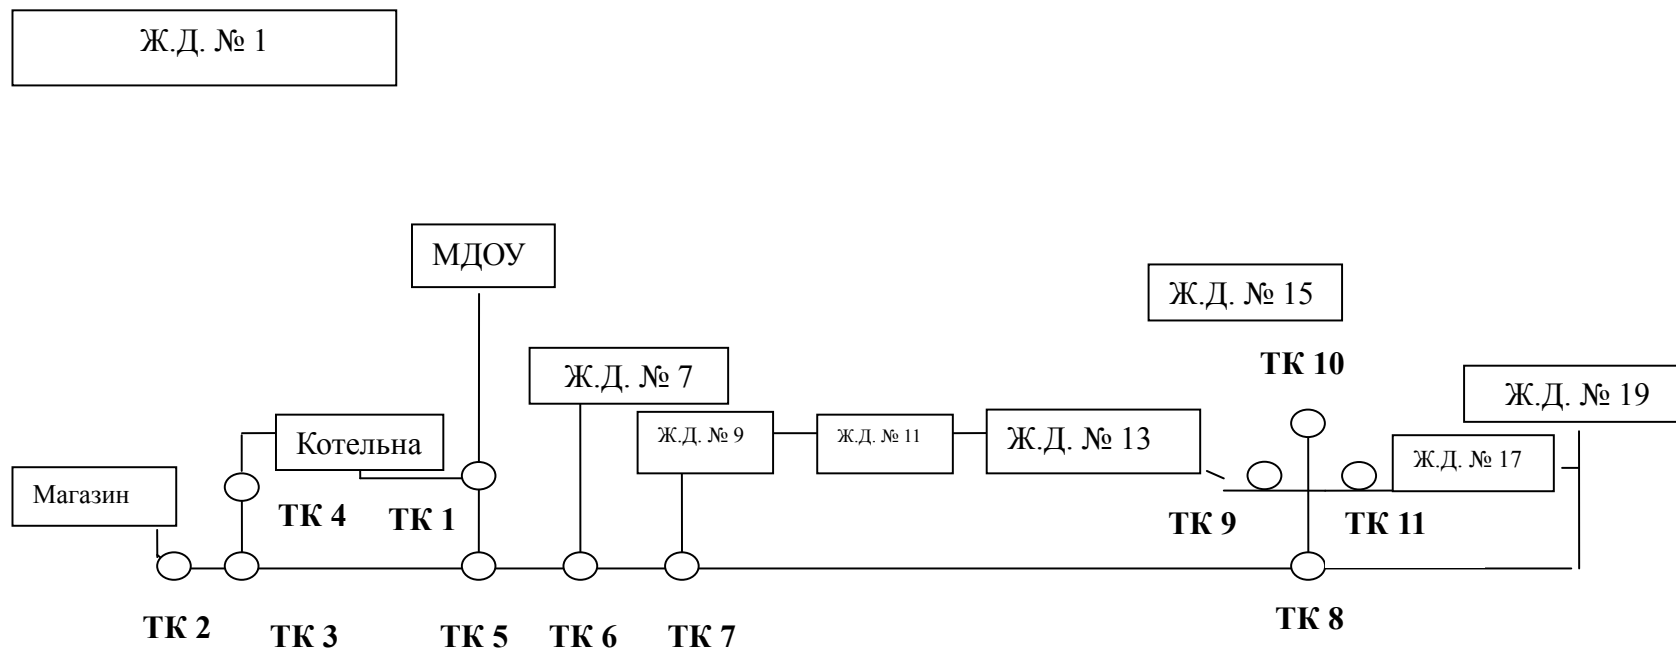 Ж.Д. № 1
МДОУ
Ж.Д. № 15
Ж.Д. № 7
ТК 10
Ж.Д. № 19
Котельна
Ж.Д. № 9
Ж.Д. № 11
Ж.Д. № 13
Ж.Д. № 17
Магазин
ТК 4
ТК 1
ТК 9
ТК 11
ТК 2
ТК 3
ТК 5
ТК 6
ТК 7
ТК 8